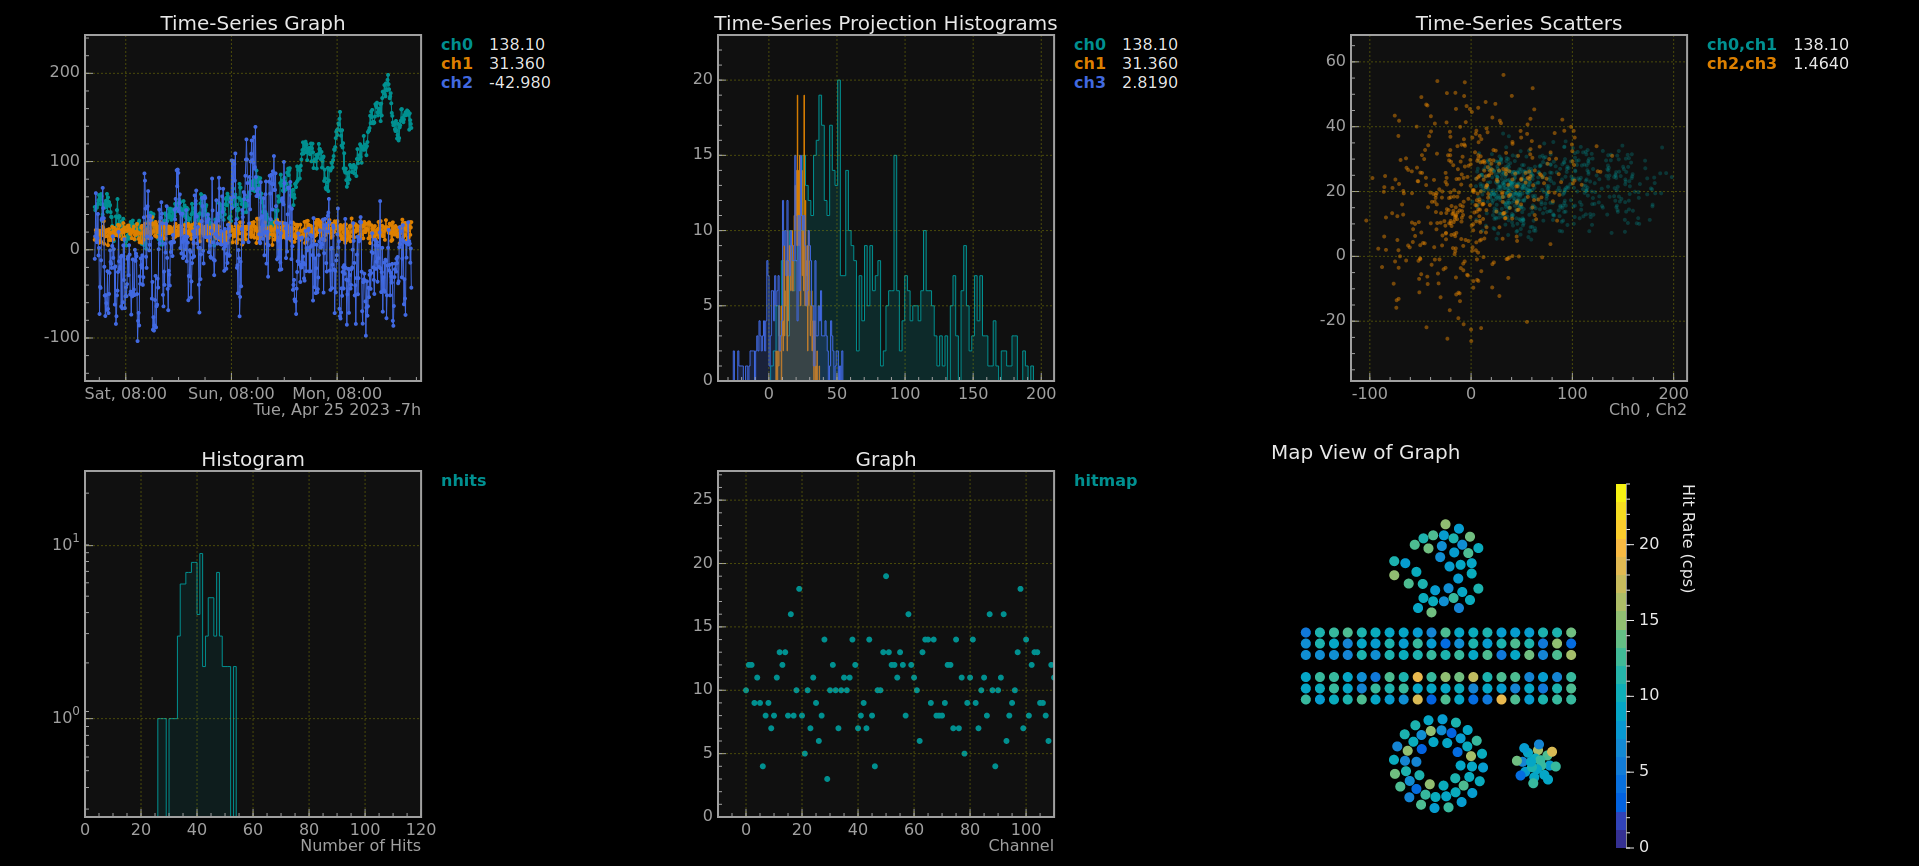 Time-Series Graph
ch0 138.10
ch1 31.360
ch2 -42.980
200
100
0
-100
Sat, 08:00 Sun, 08:00 Mon, 08:00
Tue, Apr 25 2023 -7h
Time-Series Projection Histograms
ch0 138.10
ch1 31.360
ch3 2.8190
20
15
10
5
0
0 50 100 150 200
Time-Series Scatters
ch0,ch1 138.10
ch2,ch3 1.4640
60
40
20
0
-20
-100 0 100 200
Ch0 , Ch2
Histogram
nhits
10^1
10^0
0 20 40 60 80 100 120
Number of Hits
Graph
hitmap
25
20
15
10
5
0
0 20 40 60 80 100
Channel
Map View of Graph
Hit Rate (cps)
20
15
10
5
0